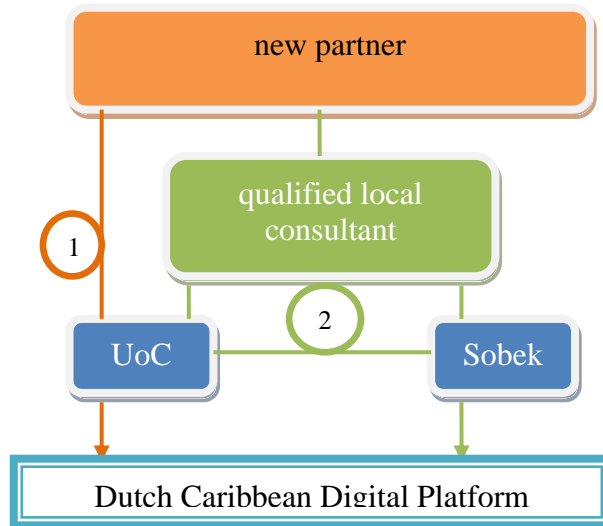 new partner
qualified local
consultant
1
2
UoC
Sobek
Dutch Caribbean Digital Platform